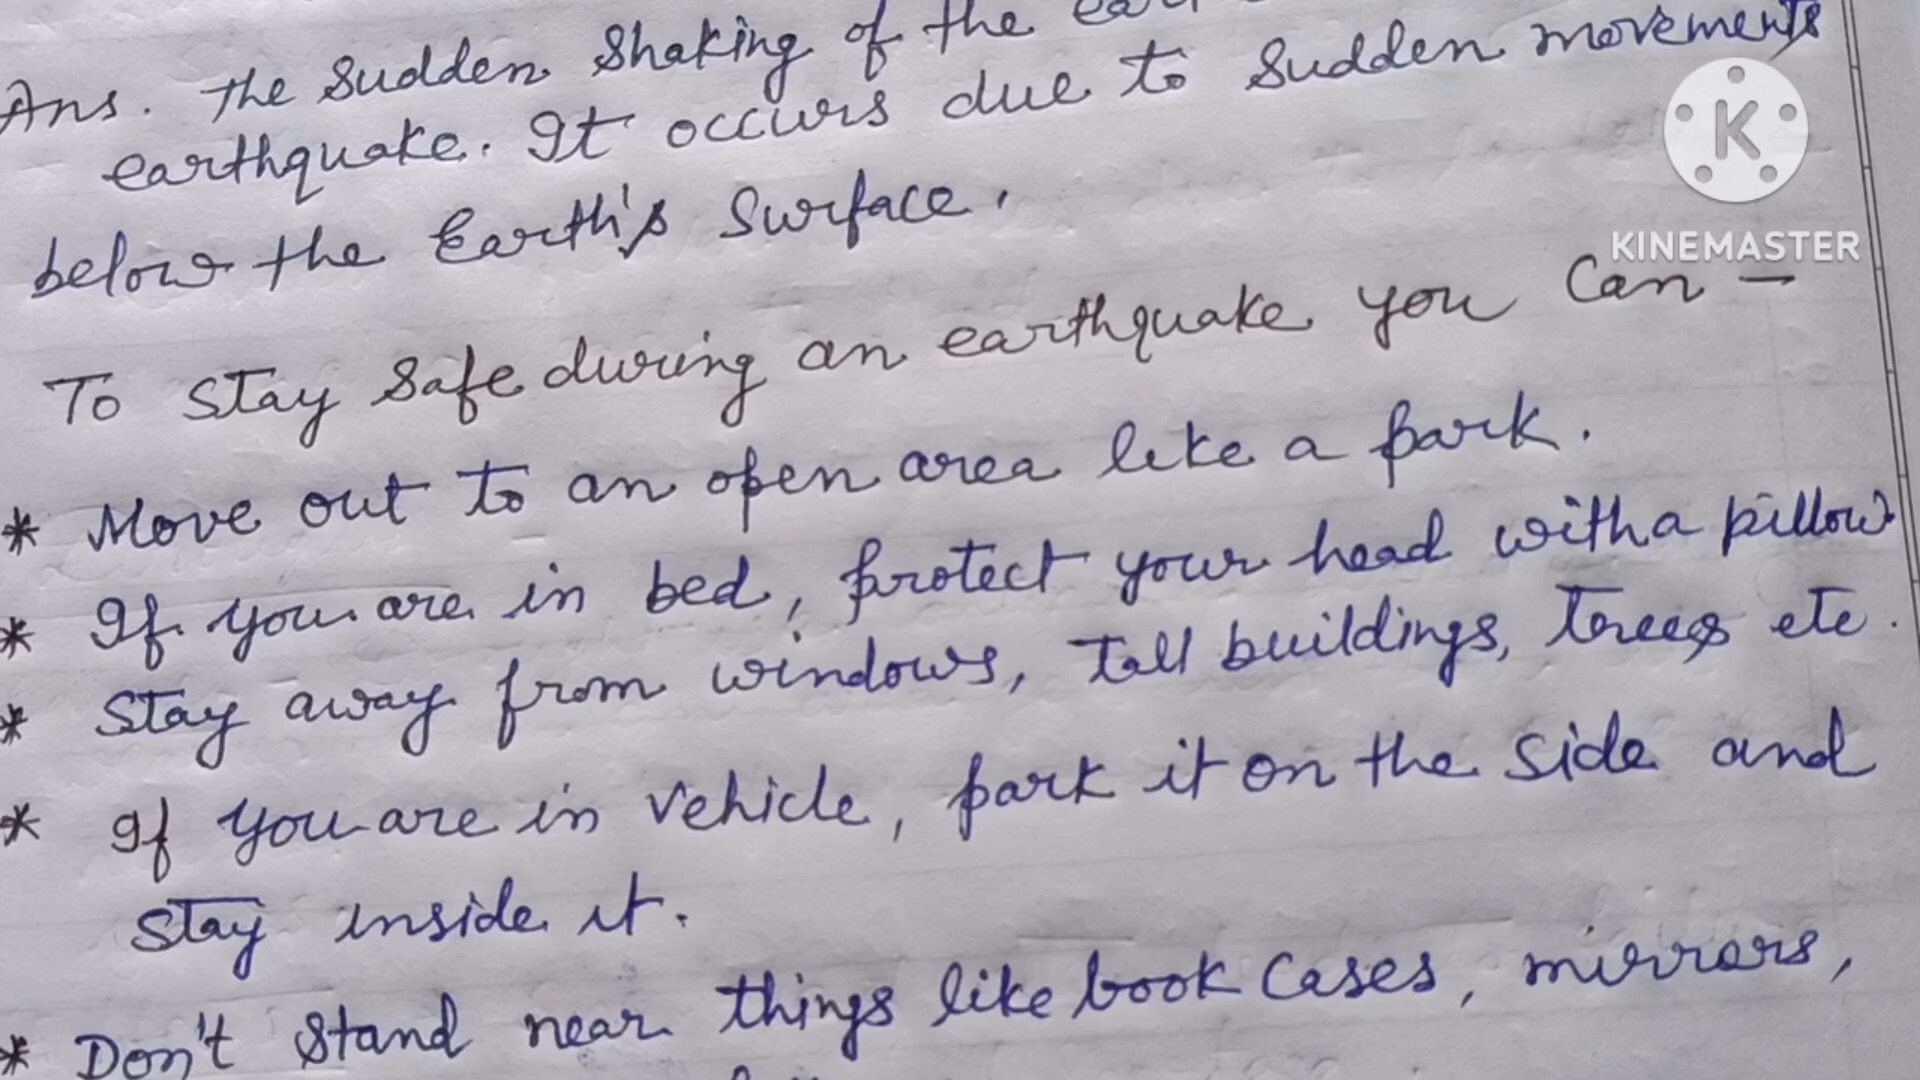 Ans. The Sudden Shaking of the
earthquake. It occurs due to Sudden movements
below the Earth's Surface.
To Stay Safe during an earthquake you Can —
* Move out to an open area like a park.
* If you are in bed, protect your head with a pillow
* Stay away from windows, Tall buildings, Trees etc.
* If you are in Vehicle, park it on the Side and
Stay inside it.
* Don't Stand near things like book Cases, mirrors,
K
KINEMASTER